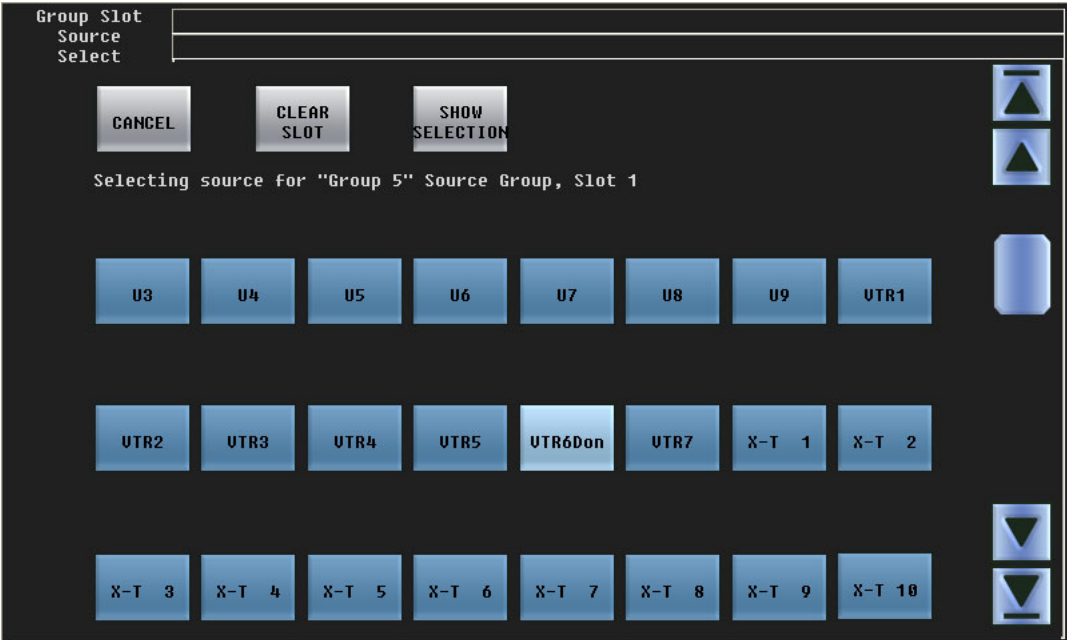 Group Slot
Source
Select
CANCEL
CLEAR
SLOT
SHOW
SELECTION
Selecting source for "Group 5" Source Group, Slot 1
U3 U4 U5 U6 U7 U8 U9 VTR1
VTR2 VTR3 VTR4 VTR5 VTR6Don VTR7 X-T 1 X-T 2
X-T 3 X-T 4 X-T 5 X-T 6 X-T 7 X-T 8 X-T 9 X-T 10